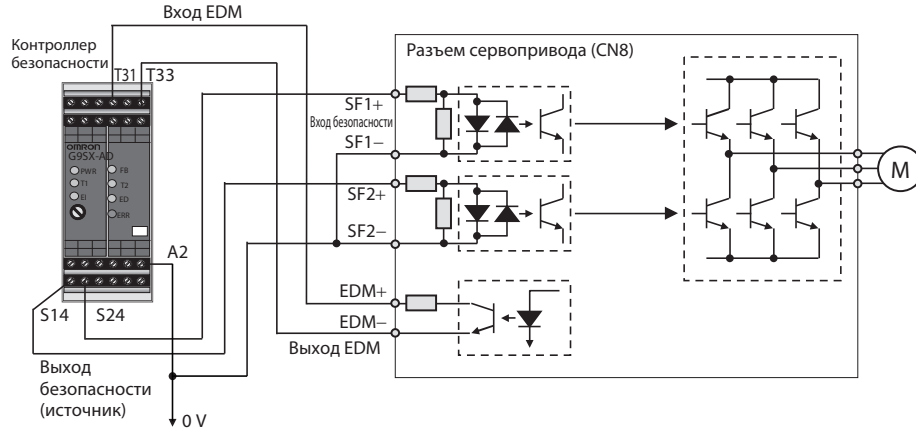 Вход EDM
Контроллер
безопасности
T31
T33
Разъем сервопривода (CN8)
SF1+
Вход безопасности
SF1−
SF2+
SF2−
EDM+
EDM−
Выход EDM
OMRON
G9SX-AD
PWR
FB
T1
T2
EI
ED
ERR
A2
S14
S24
Выход
безопасности
(источник)
0 V
M